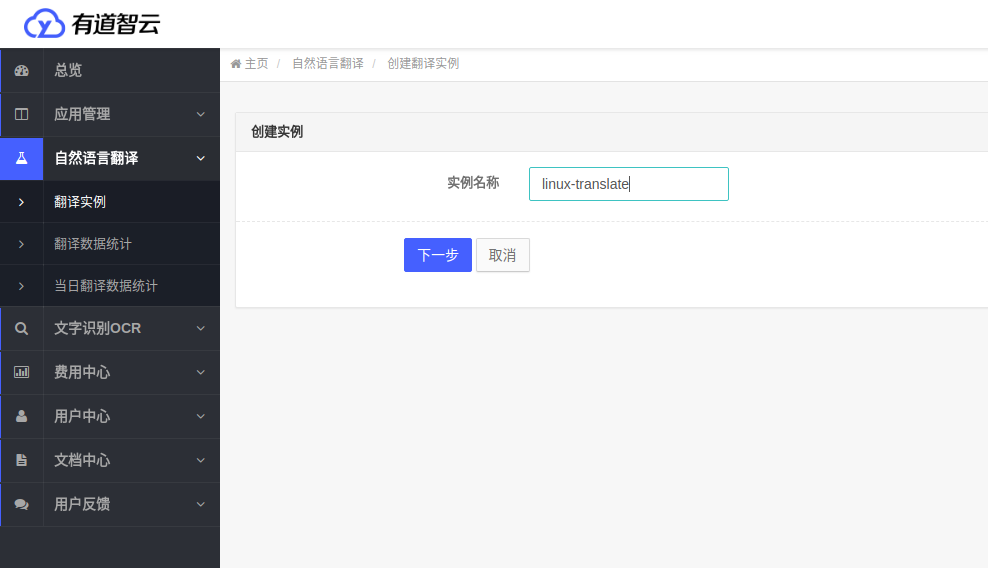 有道智云
总览
应用管理
自然语言翻译
翻译实例
翻译数据统计
当日翻译数据统计
文字识别OCR
费用中心
用户中心
文档中心
用户反馈
主页 / 自然语言翻译 / 创建翻译实例
创建实例
实例名称 linux-translate
下一步 取消